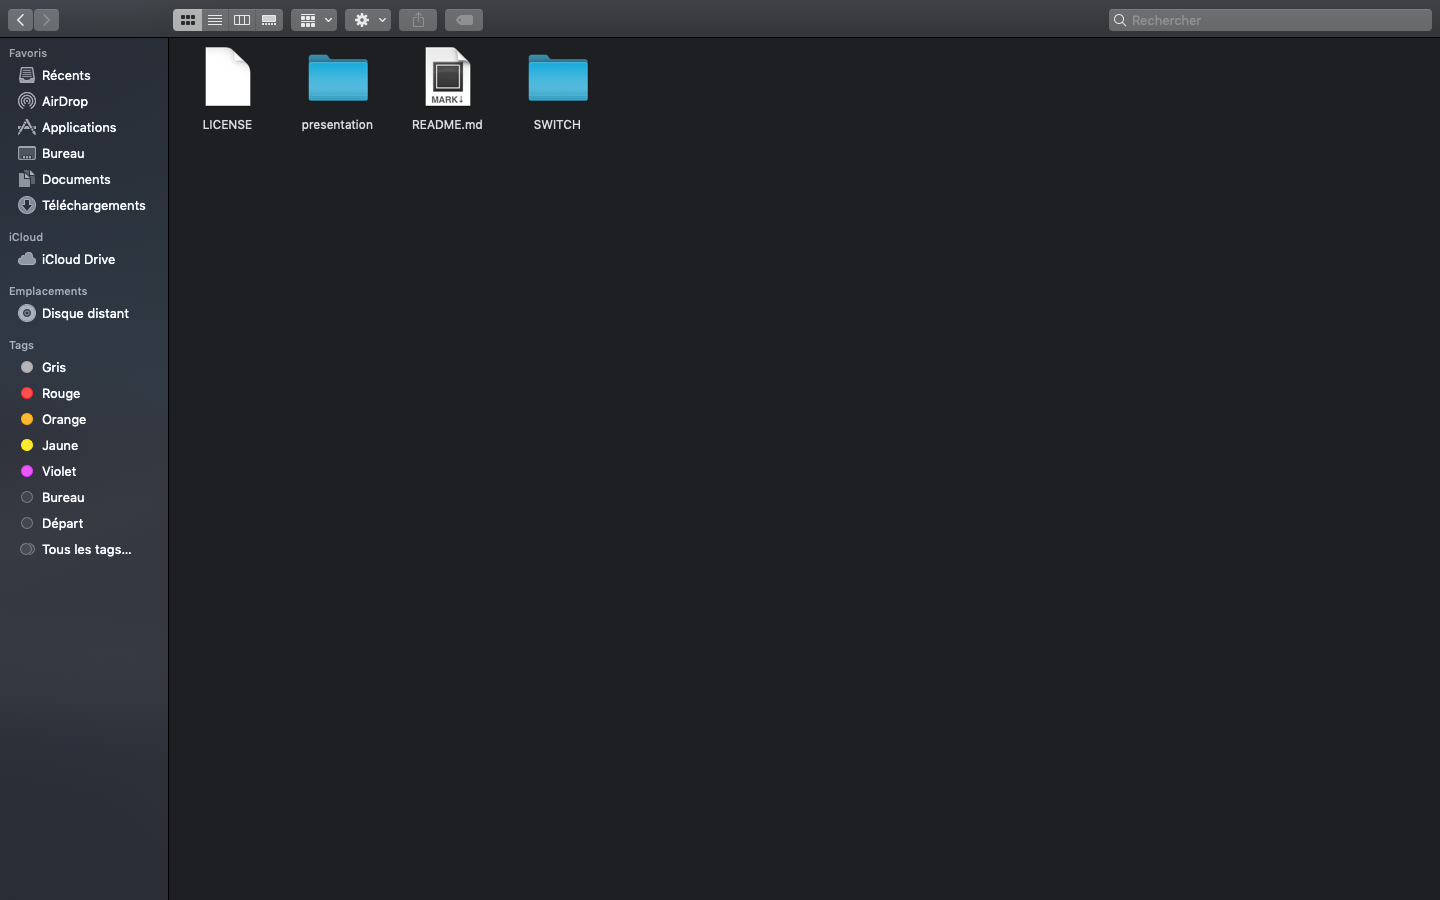 Rechercher
Favoris
Récents
AirDrop
Applications
Bureau
Documents
Téléchargements
iCloud
iCloud Drive
Emplacements
Disque distant
Tags
Gris
Rouge
Orange
Jaune
Violet
Bureau
Départ
Tous les tags...
MARK↓
LICENSE
presentation
README.md
SWITCH